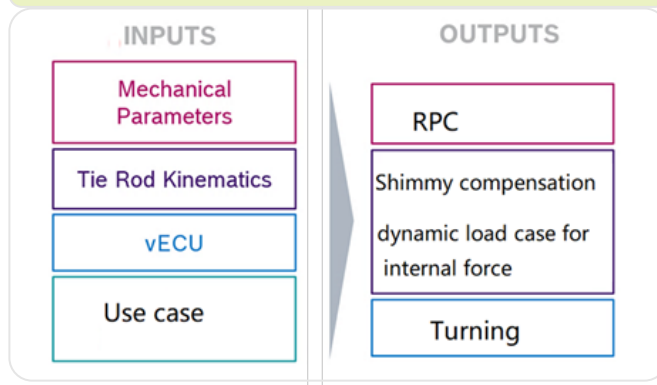 INPUTS
Mechanical
Parameters
Tie Rod Kinematics
vECU
Use case
OUTPUTS
RPC
Shimmy compensation
dynamic load case for
internal force
Turning